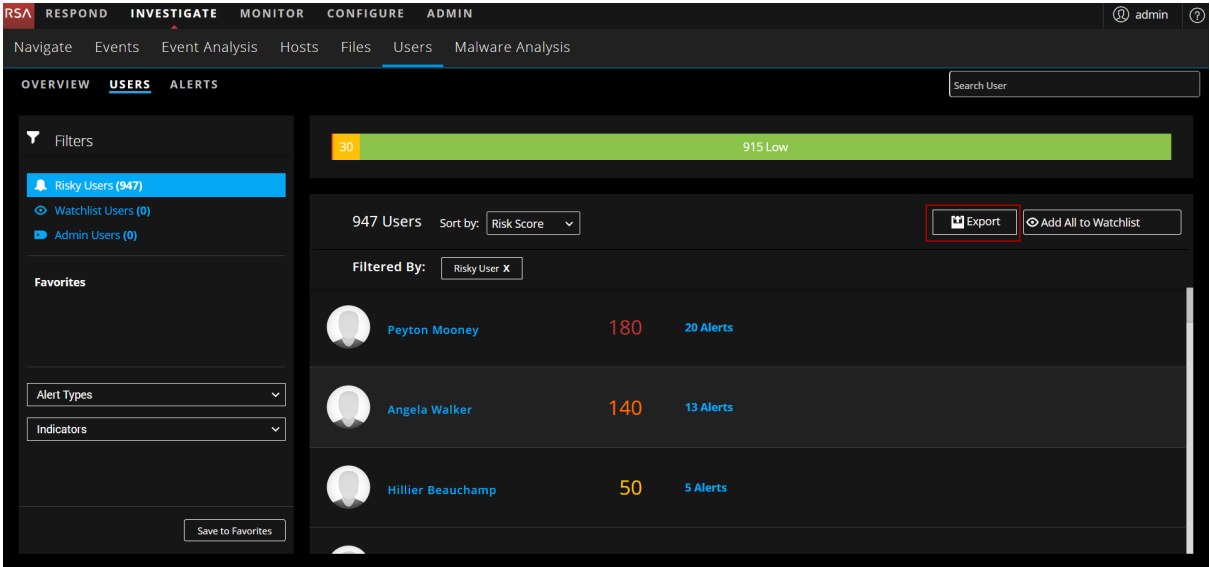 RSA RESPOND INVESTIGATE MONITOR CONFIGURE ADMIN admin ?
Navigate Events Event Analysis Hosts Files Users Malware Analysis
OVERVIEW USERS ALERTS Search User
Filters
Risky Users (947)
Watchlist Users (0)
Admin Users (0)
Favorites
Alert Types
Indicators
Save to Favorites
30 915 Low
947 Users Sort by: Risk Score Export Add All to Watchlist
Filtered By: Risky User X
Peyton Mooney 180 20 Alerts
Angela Walker 140 13 Alerts
Hillier Beauchamp 50 5 Alerts